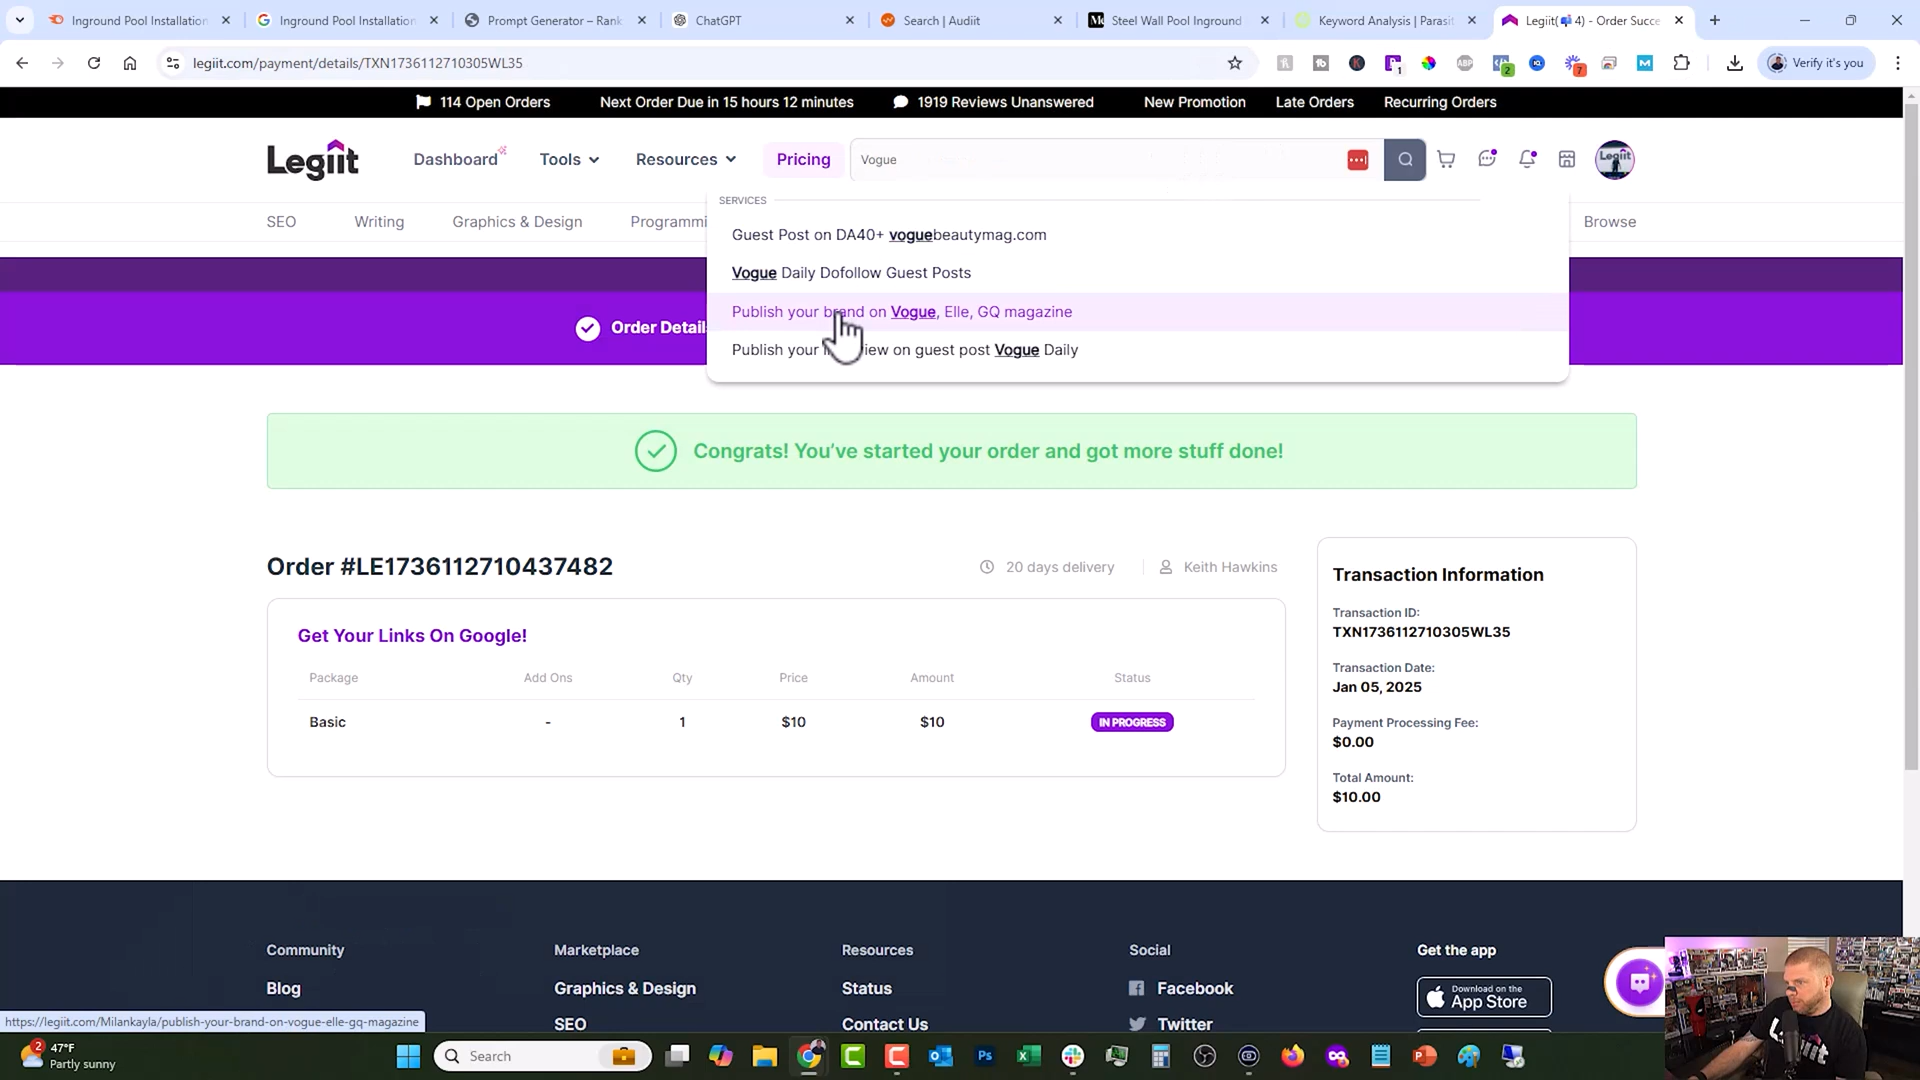 Inground Pool Installation
Inground Pool Installation
Prompt Generator – Rank
ChatGPT
Search | Audiit
Steel Wall Pool Inground
Keyword Analysis | Parasit
Legiit(📬 4) - Order Succe
legiit.com/payment/details/TXN1736112710305WL35
Verify it's you
114 Open Orders
Next Order Due in 15 hours 12 minutes
1919 Reviews Unanswered
New Promotion
Late Orders
Recurring Orders
Legiit
Dashboard
Tools
Resources
Pricing
Vogue
SERVICES
Guest Post on DA40+ voguebeautymag.com
Vogue Daily Dofollow Guest Posts
Publish your brand on Vogue, Elle, GQ magazine
Publish your view on guest post Vogue Daily
SEO
Writing
Graphics & Design
Programmi
Browse
Order Detail
Congrats! You've started your order and got more stuff done!
Order #LE1736112710437482
20 days delivery
Keith Hawkins
Get Your Links On Google!
Package Add Ons Qty Price Amount Status
Basic - 1 $10 $10 IN PROGRESS
Transaction Information
Transaction ID:
TXN1736112710305WL35
Transaction Date:
Jan 05, 2025
Payment Processing Fee:
$0.00
Total Amount:
$10.00
Community
Blog
Marketplace
Graphics & Design
SEO
Resources
Status
Contact Us
Social
Facebook
Twitter
Get the app
Download on the
App Store
https://legiit.com/Milankayla/publish-your-brand-on-vogue-elle-gq-magazine
47°F
Partly sunny
Search